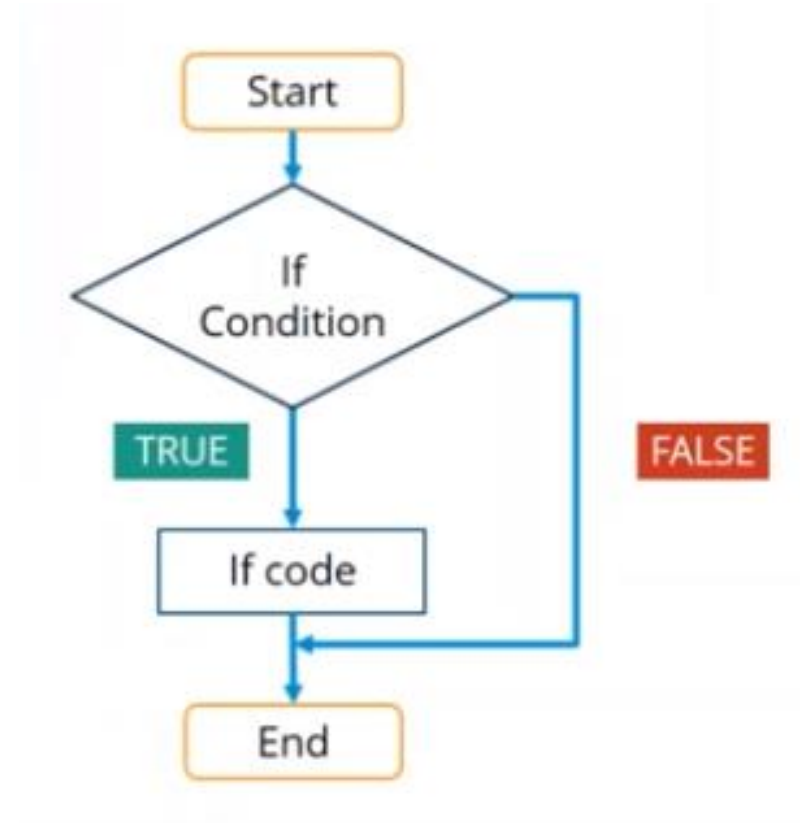 Start
If
Condition
TRUE
FALSE
If code
End